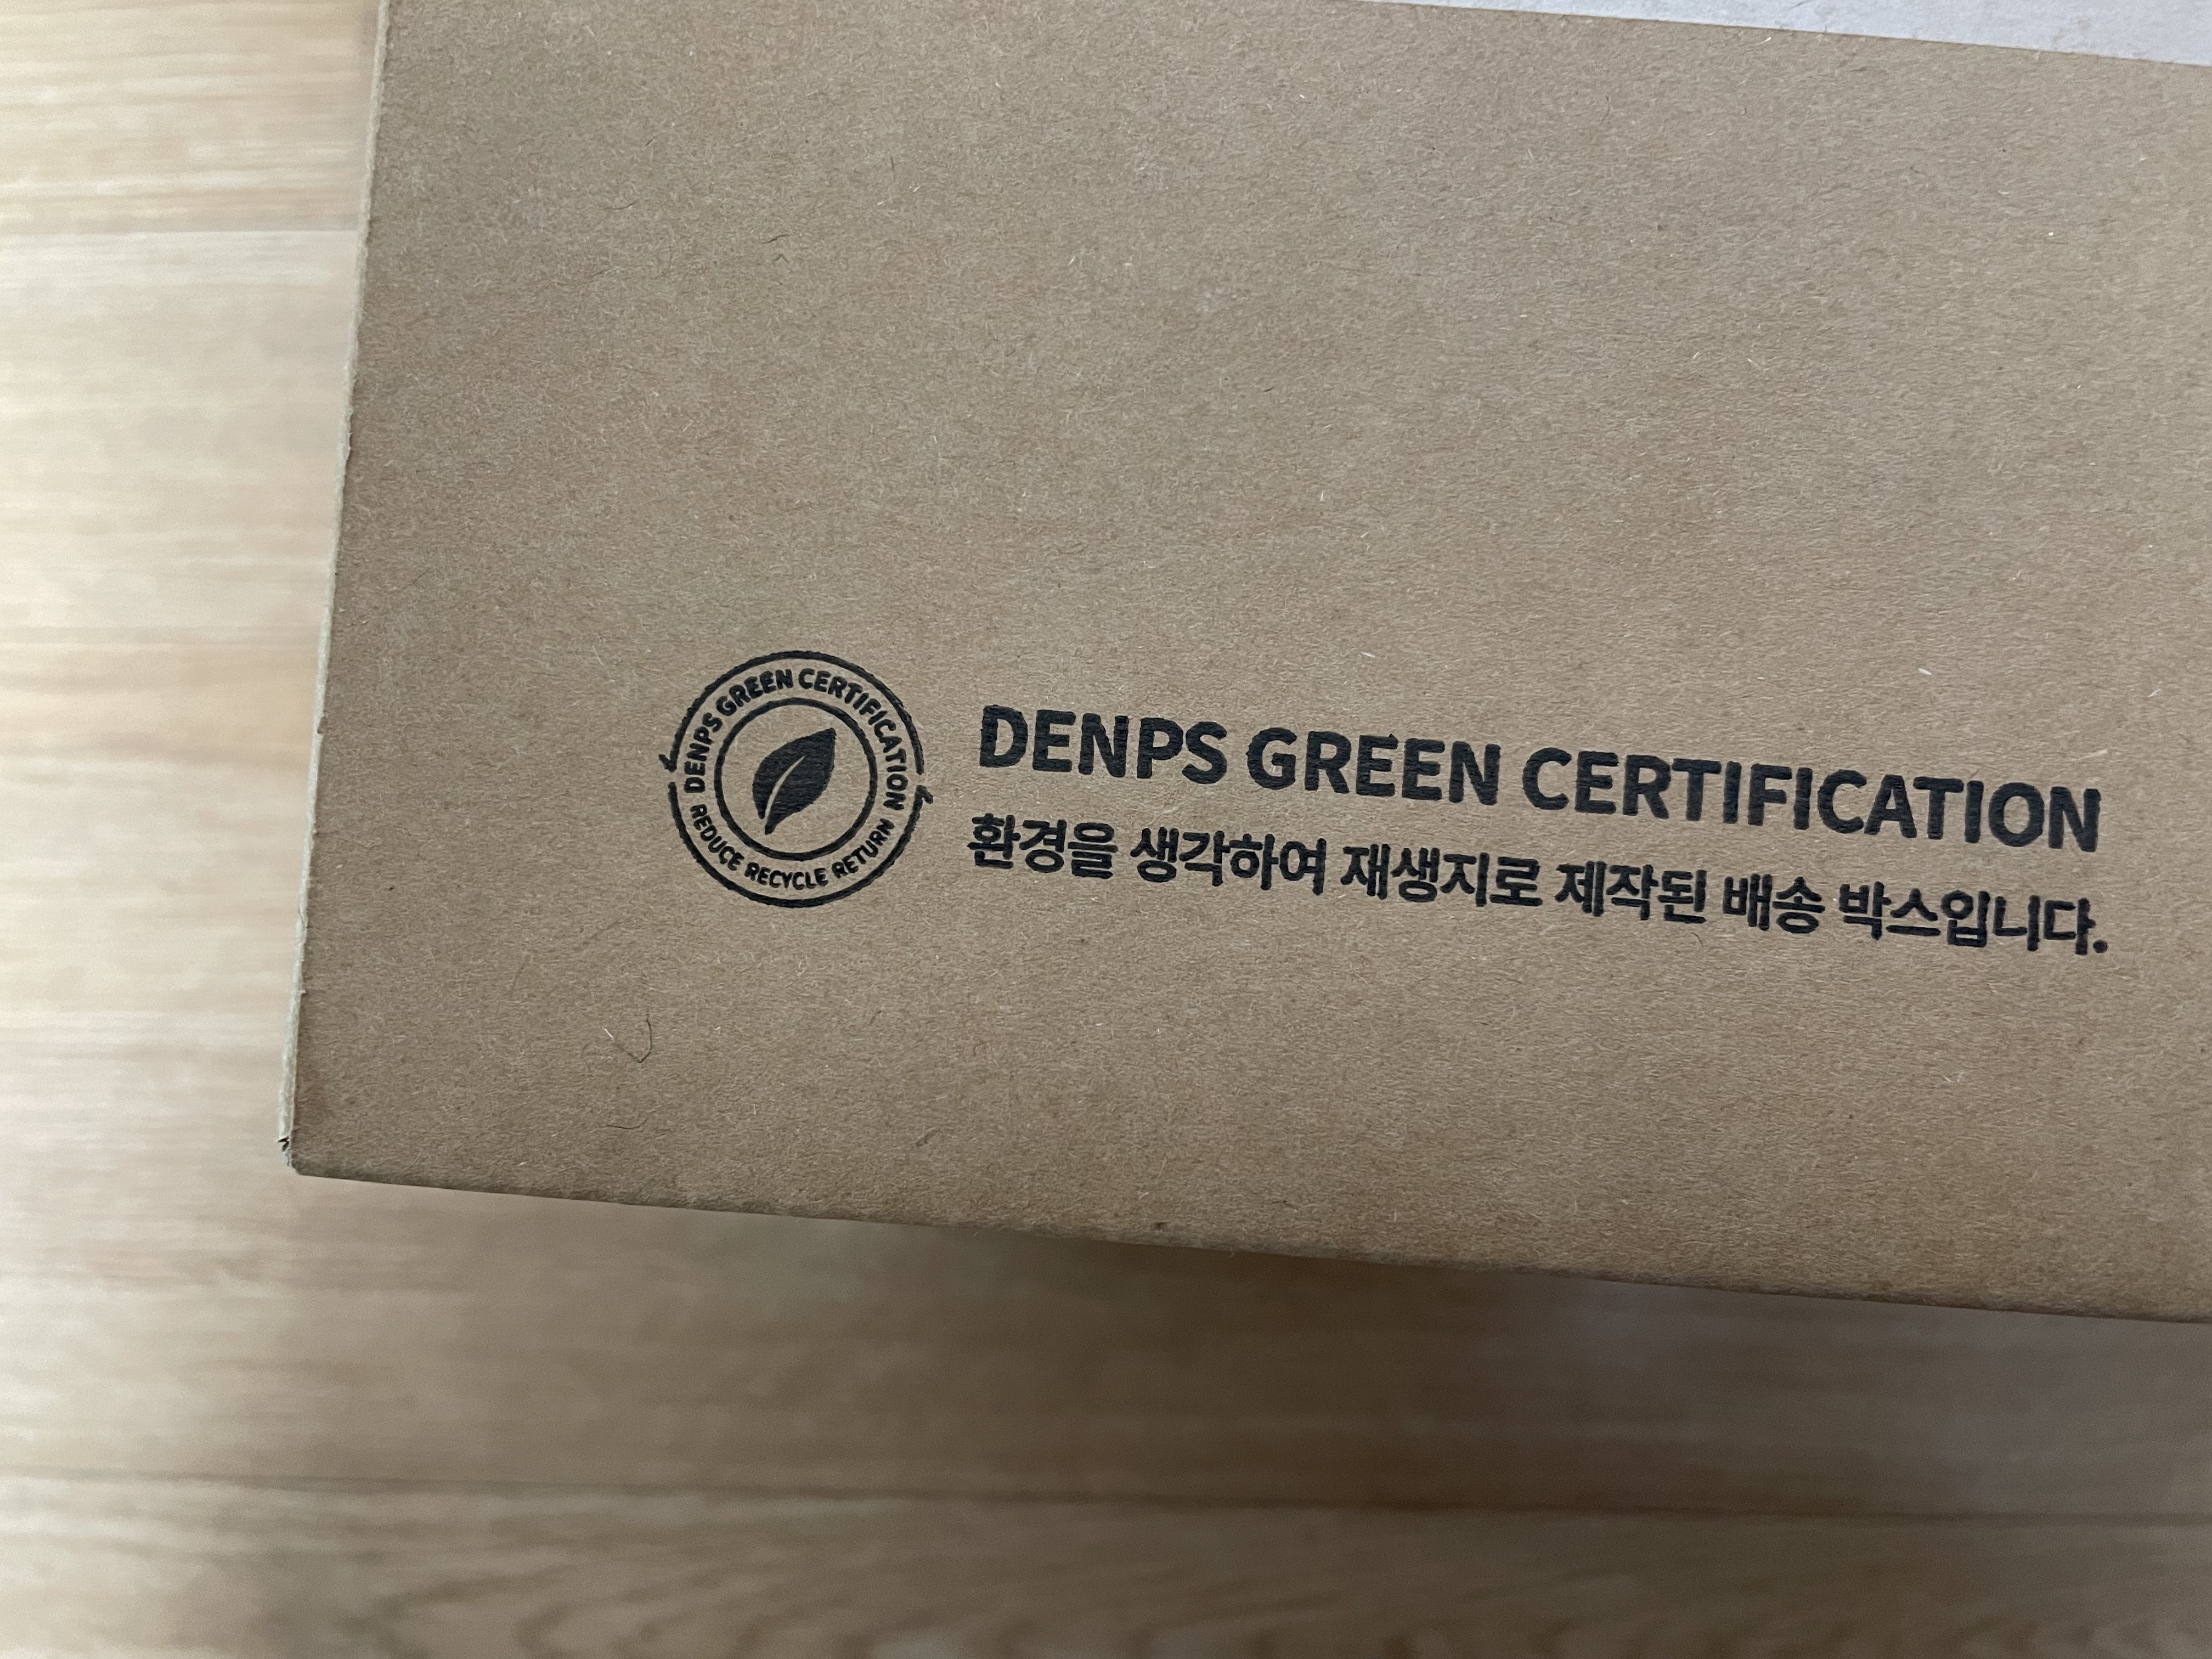 DENPS GREEN CERTIFICATION
REDUCE RECYCLE RETURN
DENPS GREEN CERTIFICATION
환경을 생각하여 재생지로 제작된 배송 박스입니다.